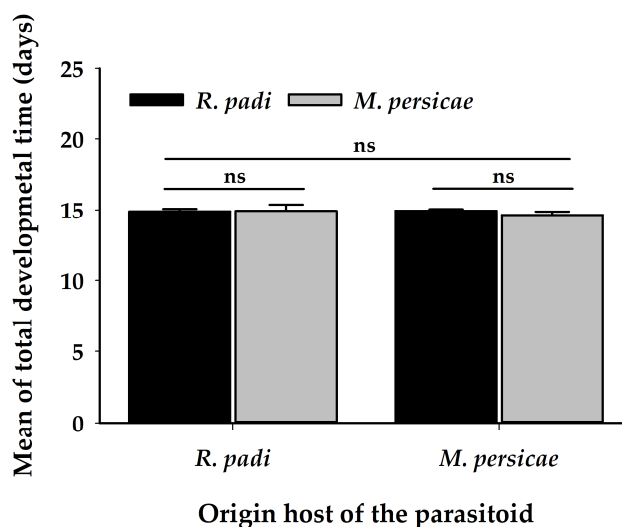 Mean of total developmetal time (days)
25
20
15
10
5
0
R. padi
M. persicae
ns
ns
ns
R. padi
M. persicae
Origin host of the parasitoid